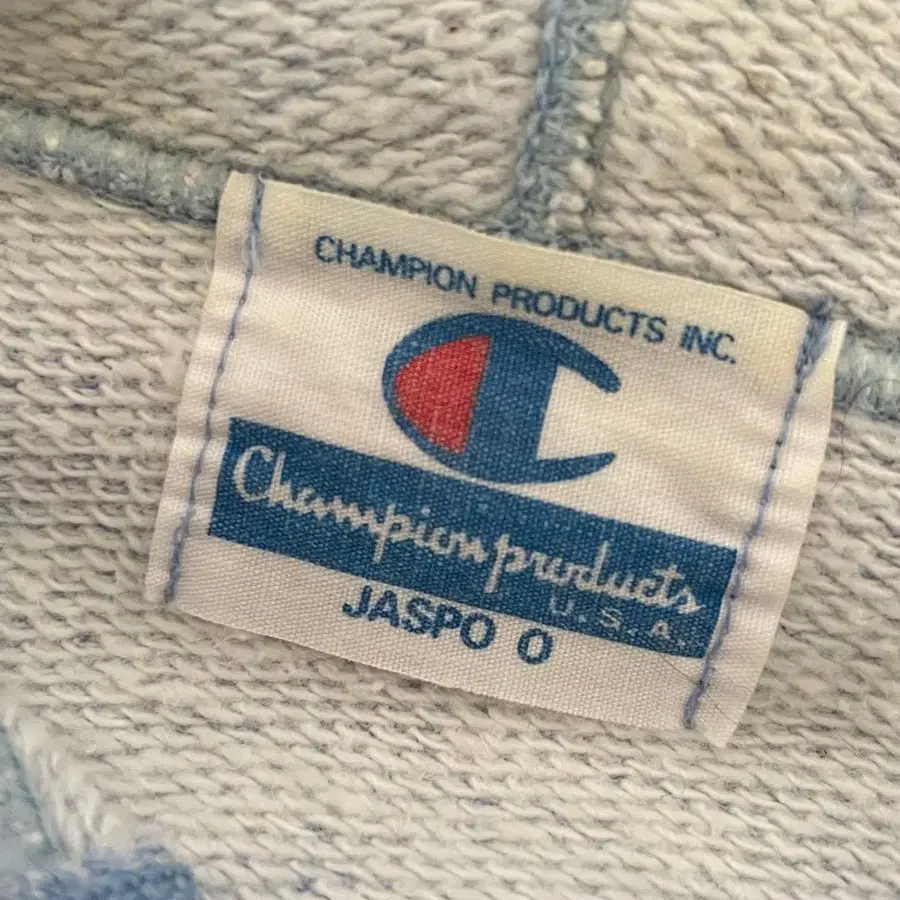 CHAMPION PRODUCTS INC.
Champion products
U.S.A.
JASPO O